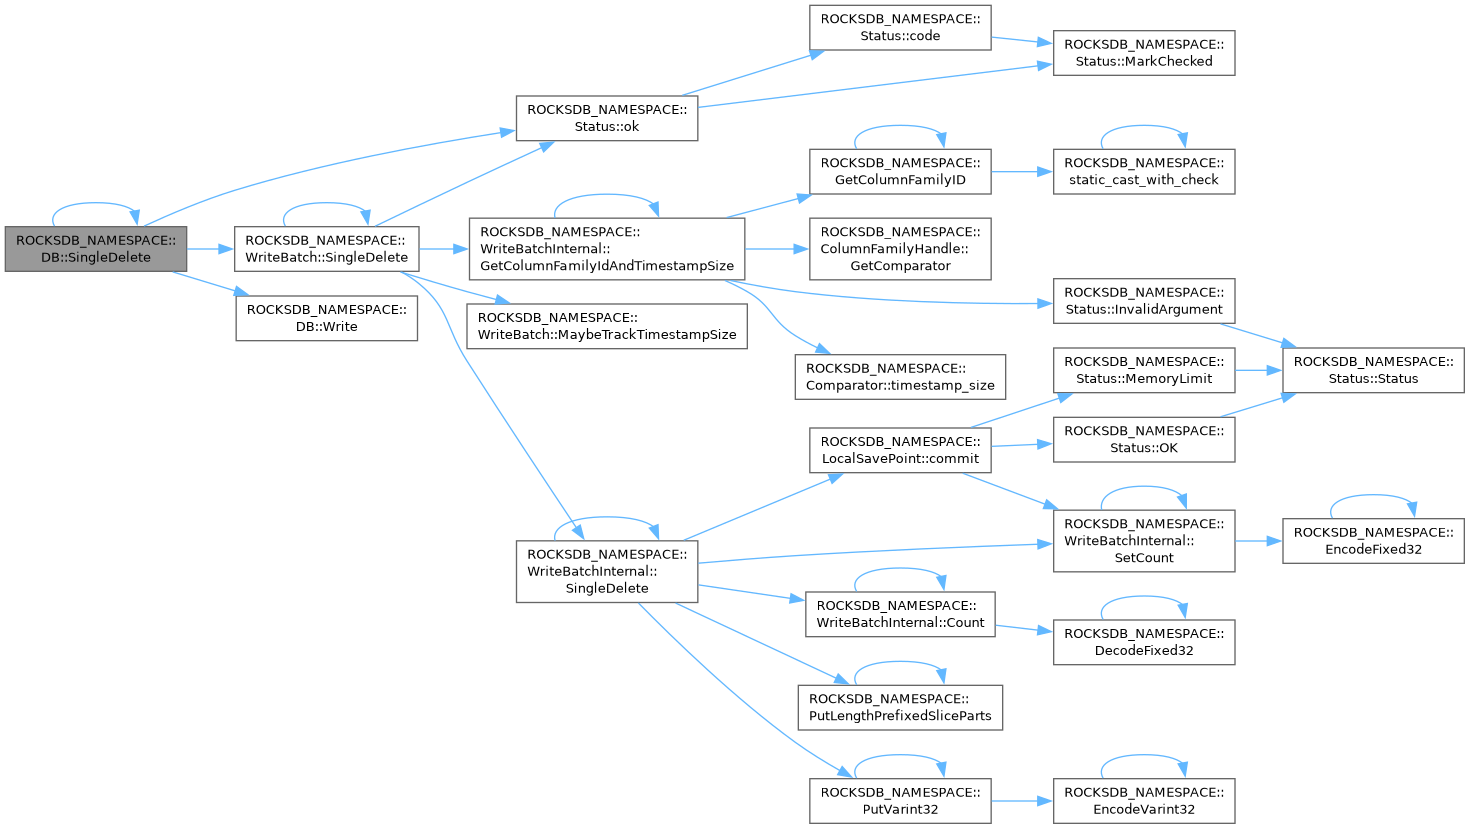 ROCKSDB_NAMESPACE::
DB::SingleDelete
ROCKSDB_NAMESPACE::
WriteBatch::SingleDelete
ROCKSDB_NAMESPACE::
DB::Write
ROCKSDB_NAMESPACE::
Status::ok
ROCKSDB_NAMESPACE::
WriteBatchInternal::
GetColumnFamilyIdAndTimestampSize
ROCKSDB_NAMESPACE::
WriteBatch::MaybeTrackTimestampSize
ROCKSDB_NAMESPACE::
WriteBatchInternal::
SingleDelete
ROCKSDB_NAMESPACE::
Status::code
ROCKSDB_NAMESPACE::
GetColumnFamilyID
ROCKSDB_NAMESPACE::
ColumnFamilyHandle::
GetComparator
ROCKSDB_NAMESPACE::
Comparator::timestamp_size
ROCKSDB_NAMESPACE::
LocalSavePoint::commit
ROCKSDB_NAMESPACE::
WriteBatchInternal::Count
ROCKSDB_NAMESPACE::
PutLengthPrefixedSliceParts
ROCKSDB_NAMESPACE::
PutVarint32
ROCKSDB_NAMESPACE::
Status::MarkChecked
ROCKSDB_NAMESPACE::
static_cast_with_check
ROCKSDB_NAMESPACE::
Status::InvalidArgument
ROCKSDB_NAMESPACE::
Status::MemoryLimit
ROCKSDB_NAMESPACE::
Status::OK
ROCKSDB_NAMESPACE::
WriteBatchInternal::
SetCount
ROCKSDB_NAMESPACE::
DecodeFixed32
ROCKSDB_NAMESPACE::
EncodeVarint32
ROCKSDB_NAMESPACE::
Status::Status
ROCKSDB_NAMESPACE::
EncodeFixed32